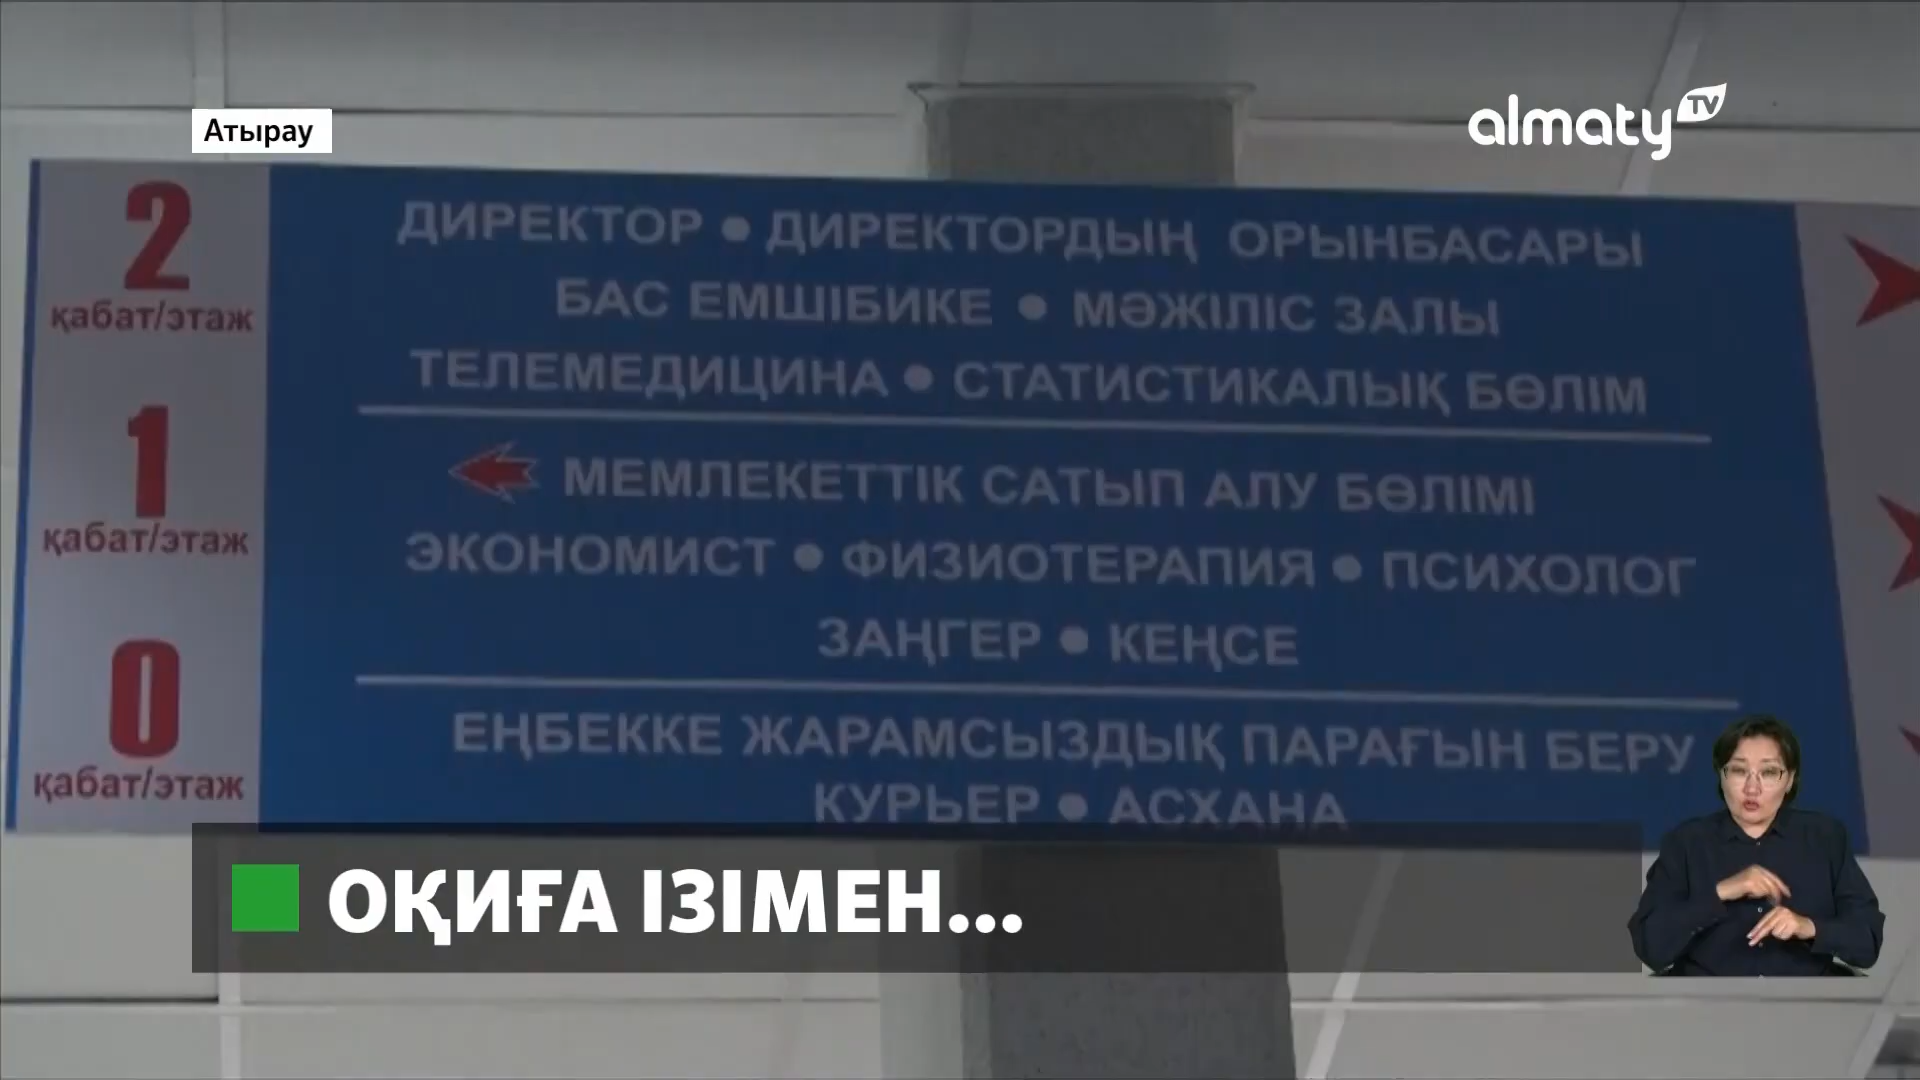 Атырау
almaty TV
2
қабат/этаж
ДИРЕКТОР ● ДИРЕКТОРДЫҢ ОРЫНБАСАРЫ
БАС ЕМШІБИКЕ ● МӘЖІЛІС ЗАЛЫ
ТЕЛЕМЕДИЦИНА ● СТАТИСТИКАЛЫҚ БӨЛІМ
1
қабат/этаж
МЕМЛЕКЕТТІК САТЫП АЛУ БӨЛІМІ
ЭКОНОМИСТ ● ФИЗИОТЕРАПИЯ ● ПСИХОЛОГ
ЗАҢГЕР ● КЕҢСЕ
0
қабат/этаж
ЕҢБЕККЕ ЖАРАМСЫЗДЫҚ ПАРАҒЫН БЕРУ
КУРЬЕР ● АСХАНА
ОҚИҒА ІЗІМЕН...